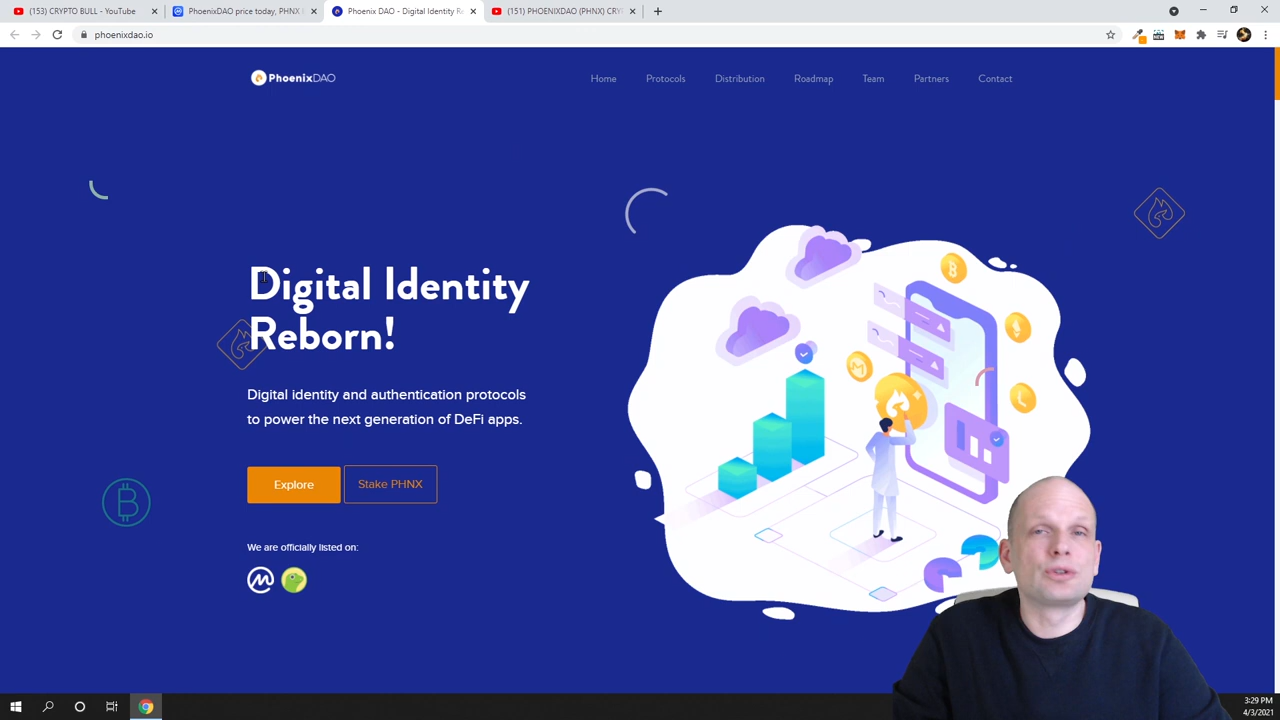 (153) CRYPTO BULL - YouTube
PhoenixDAO price today, PHNX
Phoenix DAO - Digital Identity Re
(151) PHOENIXDAO (PHNX) CRY
phoenixdao.io
PhoenixDAO
Home
Protocols
Distribution
Roadmap
Team
Partners
Contact
Digital Identity
Reborn!
Digital identity and authentication protocols
to power the next generation of DeFi apps.
Explore
Stake PHNX
We are officially listed on:
3:29 PM
4/3/2021